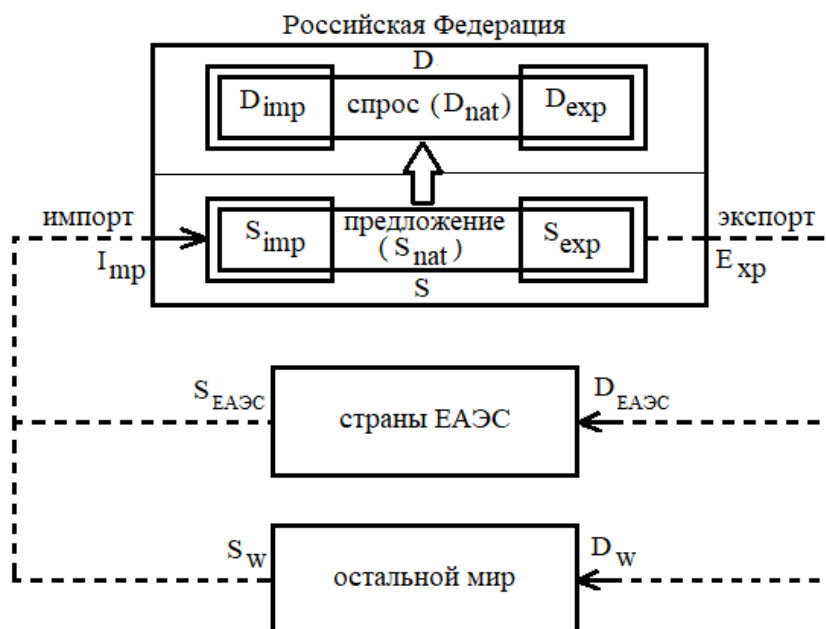 Российская Федерация
D
D imp спрос ( D nat ) D exp
импорт экспорт
S imp предложение S exp
( S nat )
I mp E xp
S
S ЕАЭС D ЕАЭС
страны ЕАЭС
S W D W
остальной мир